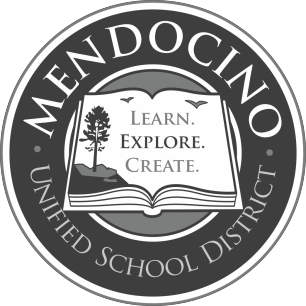 MENDOCINO
LEARN.
EXPLORE.
CREATE.
UNIFIED SCHOOL DISTRICT